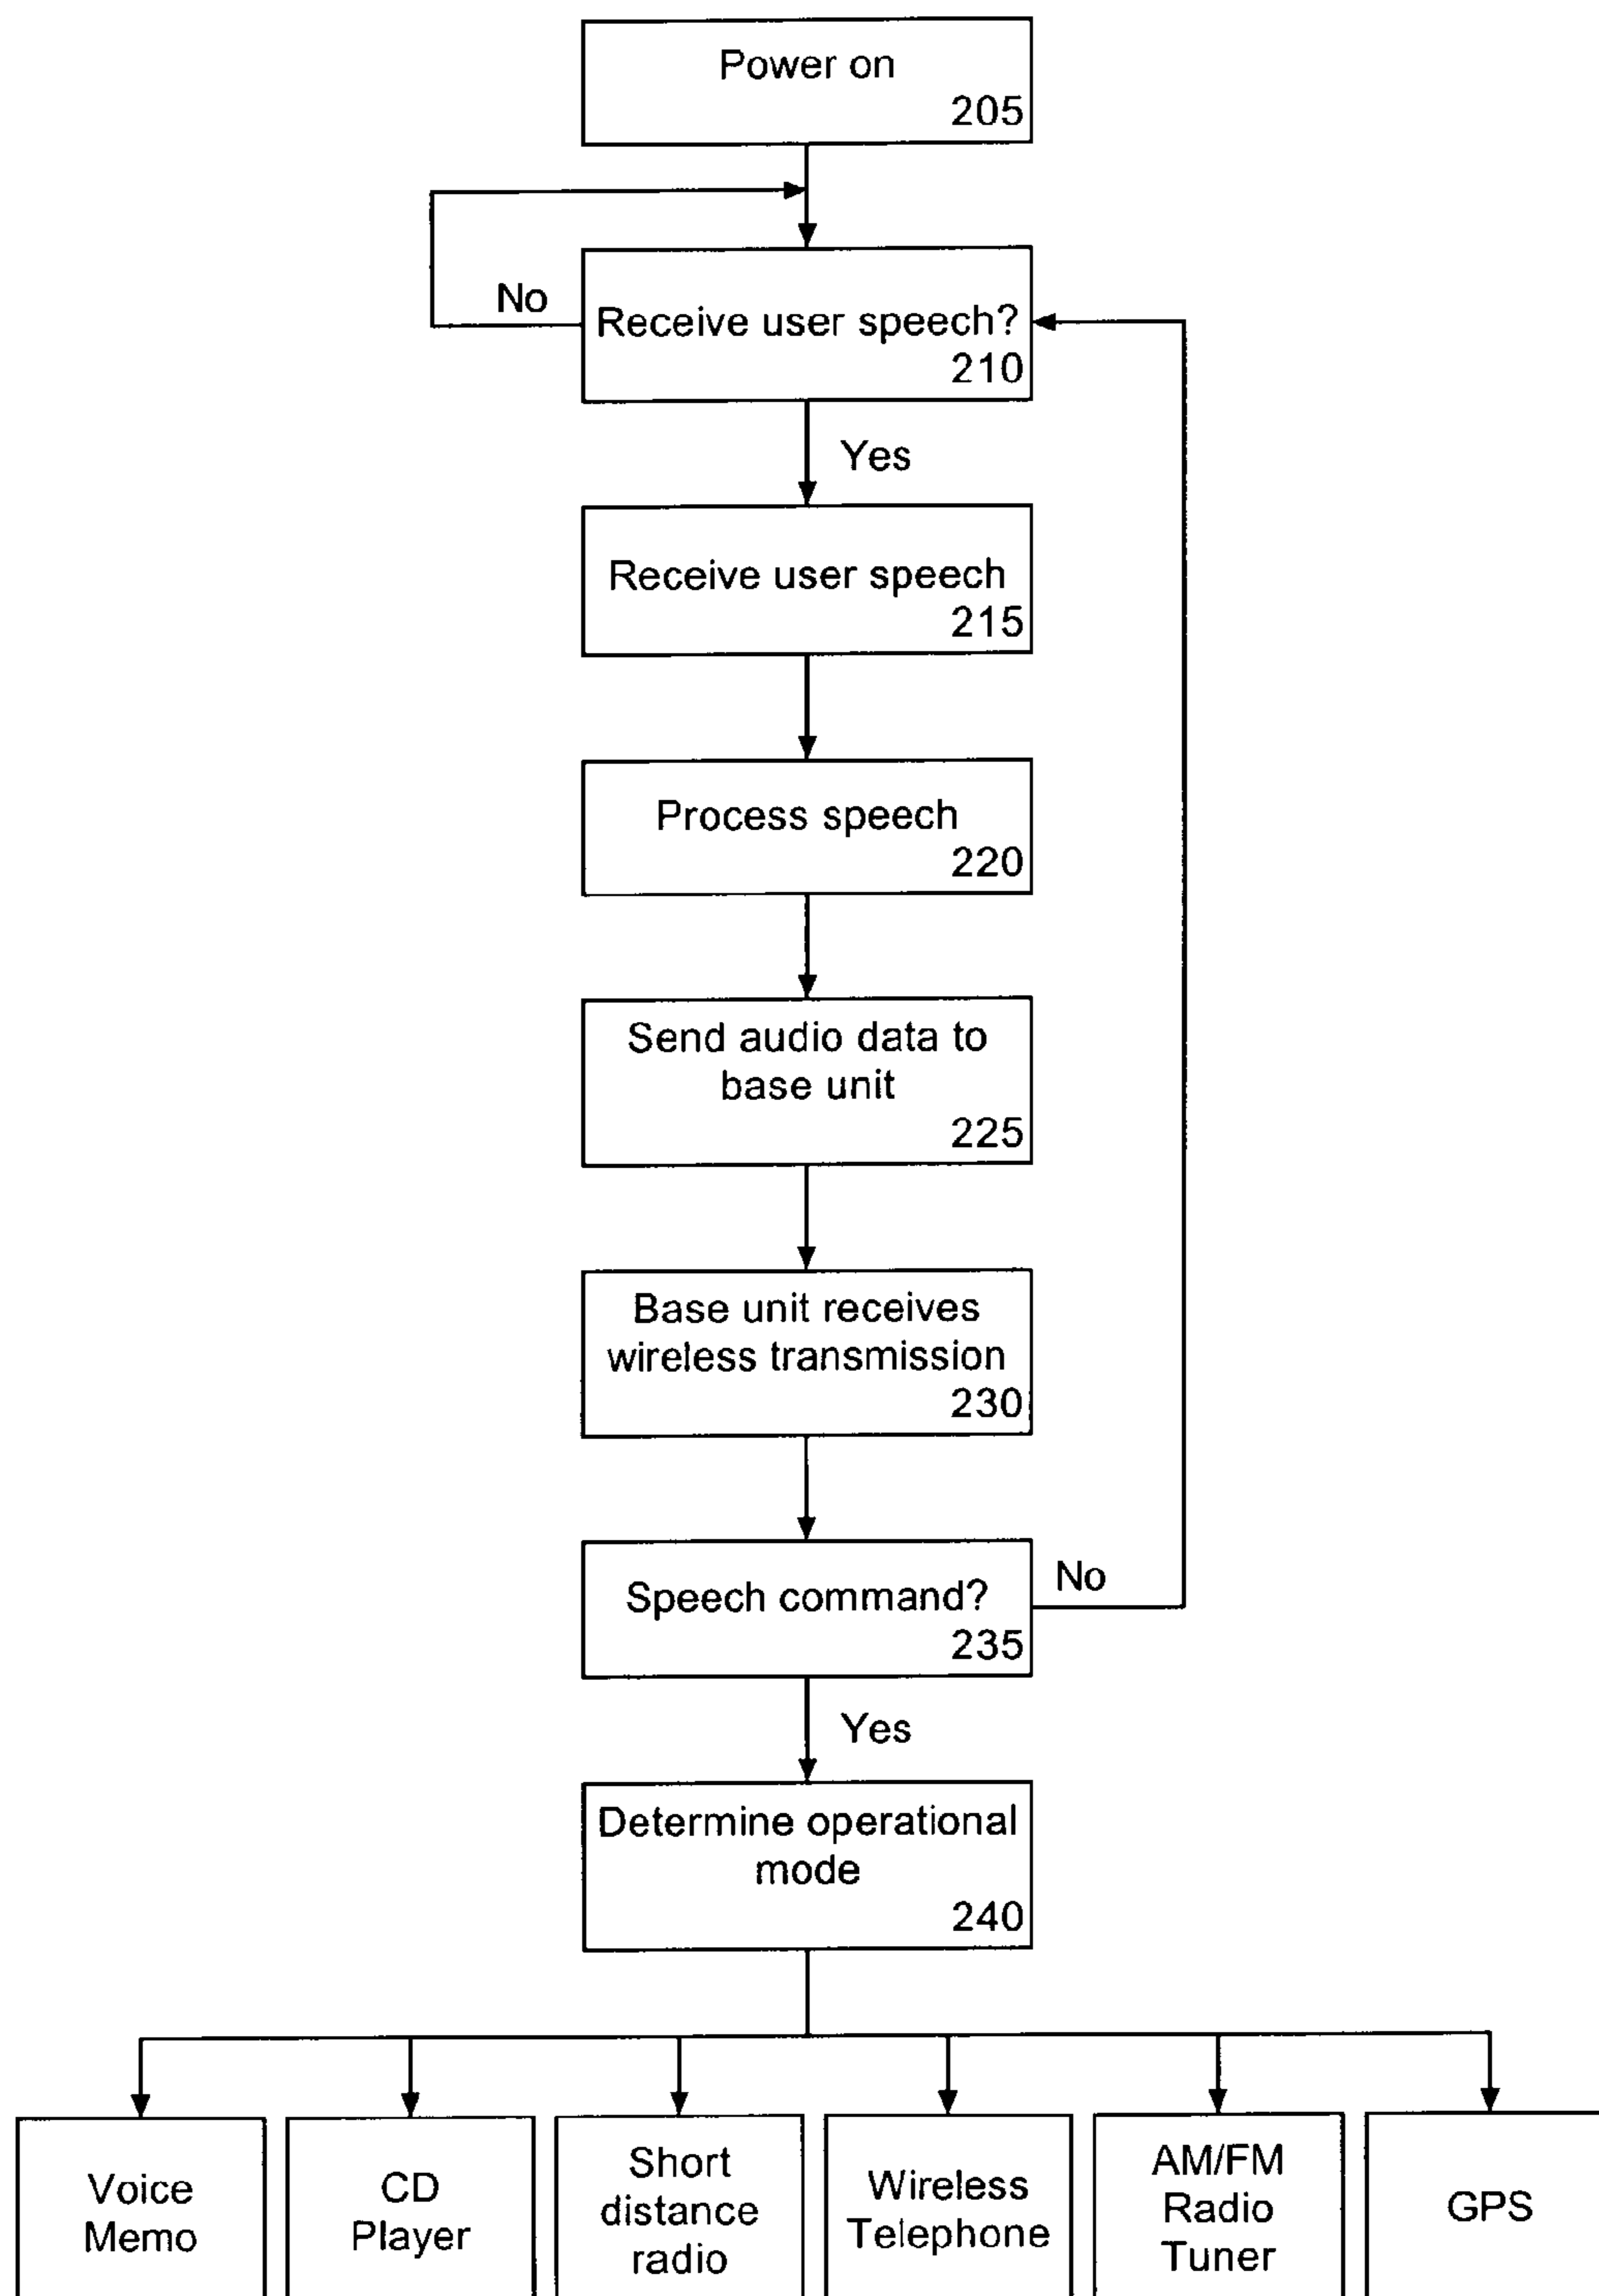 Power on
205
No
Receive user speech?
210
Yes
Receive user speech
215
Process speech
220
Send audio data to
base unit
225
Base unit receives
wireless transmission
230
Speech command?
235
No
Yes
Determine operational
mode
240
Voice
Memo
CD
Player
Short
distance
radio
Wireless
Telephone
AM/FM
Radio
Tuner
GPS